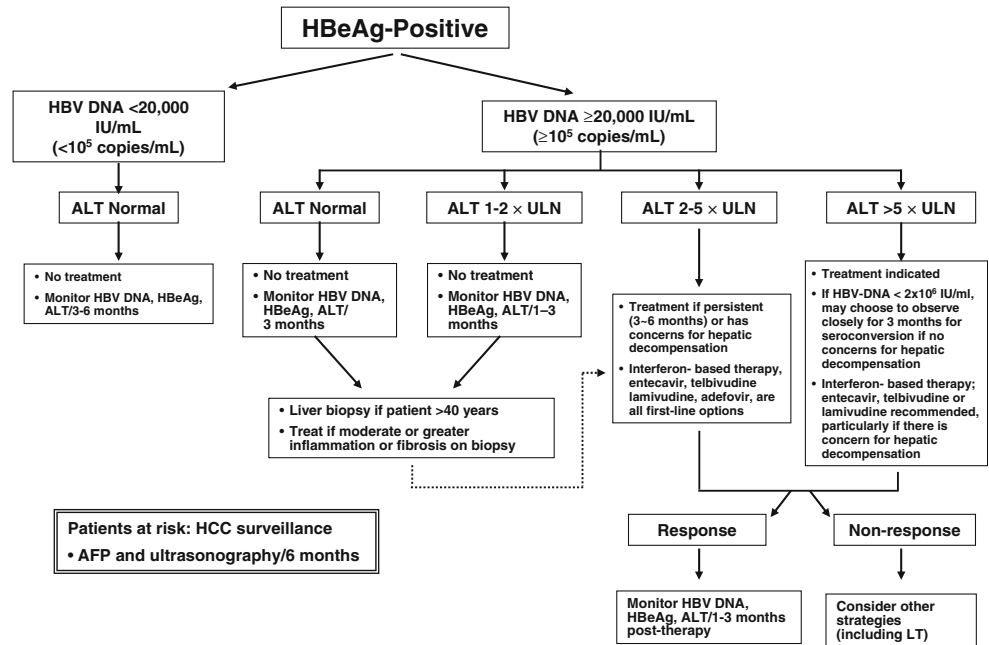 HBeAg-Positive
HBV DNA <20,000
IU/mL
(<10⁵ copies/mL)
HBV DNA ≥20,000 IU/mL
(≥10⁵ copies/mL)
ALT Normal
ALT Normal
ALT 1-2 × ULN
ALT 2-5 × ULN
ALT >5 × ULN
• No treatment
• Monitor HBV DNA, HBeAg,
ALT/3-6 months
• No treatment
• Monitor HBV DNA,
HBeAg, ALT/
3 months
• No treatment
• Monitor HBV DNA,
HBeAg, ALT/1–3
months
• Treatment if persistent
(3~6 months) or has
concerns for hepatic
decompensation
• Interferon- based therapy,
entecavir, telbivudine
lamivudine, adefovir, are
all first-line options
• Treatment indicated
• If HBV-DNA < 2x10⁶ IU/ml,
may choose to observe
closely for 3 months for
seroconversion if no
concerns for hepatic
decompensation
• Interferon- based therapy;
entecavir, telbivudine or
lamivudine recommended,
particularly if there is
concern for hepatic
decompensation
• Liver biopsy if patient >40 years
• Treat if moderate or greater
inflammation or fibrosis on biopsy
Patients at risk: HCC surveillance
• AFP and ultrasonography/6 months
Response
Non-response
Monitor HBV DNA,
HBeAg, ALT/1-3 months
post-therapy
Consider other
strategies
(including LT)